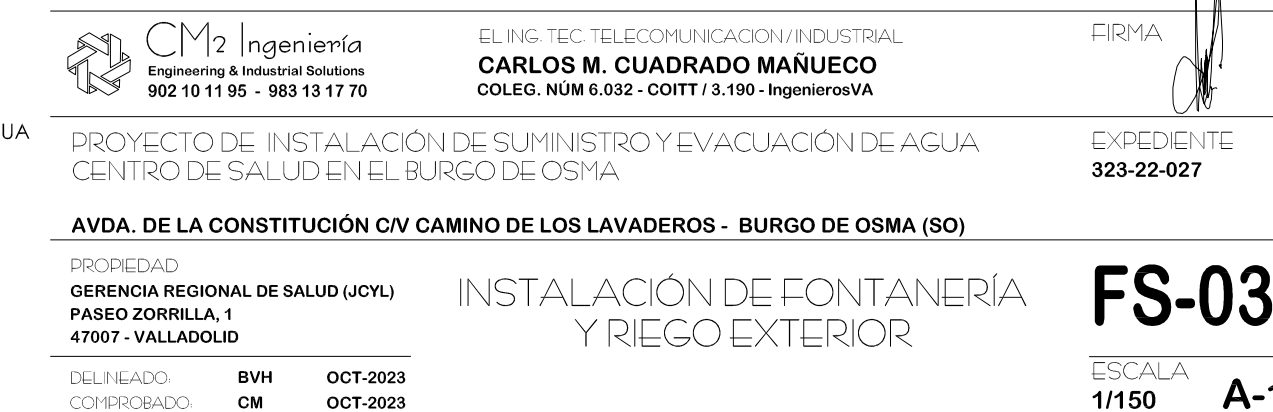 CM2 Ingeniería
Engineering & Industrial Solutions
902 10 11 95 - 983 13 17 70
EL ING. TEC. TELECOMUNICACION / INDUSTRIAL
CARLOS M. CUADRADO MAÑUECO
COLEG. NÚM 6.032 - COITT / 3.190 - IngenierosVA
FIRMA
UA
PROYECTO DE INSTALACIÓN DE SUMINISTRO Y EVACUACIÓN DE AGUA
CENTRO DE SALUD EN EL BURGO DE OSMA
AVDA. DE LA CONSTITUCIÓN C/V CAMINO DE LOS LAVADEROS - BURGO DE OSMA (SO)
EXPEDIENTE
323-22-027
PROPIEDAD
GERENCIA REGIONAL DE SALUD (JCYL)
PASEO ZORRILLA, 1
47007 - VALLADOLID
DELINEADO: BVH OCT-2023
COMPROBADO: CM OCT-2023
INSTALACIÓN DE FONTANERÍA
Y RIEGO EXTERIOR
FS-03
ESCALA
1/150